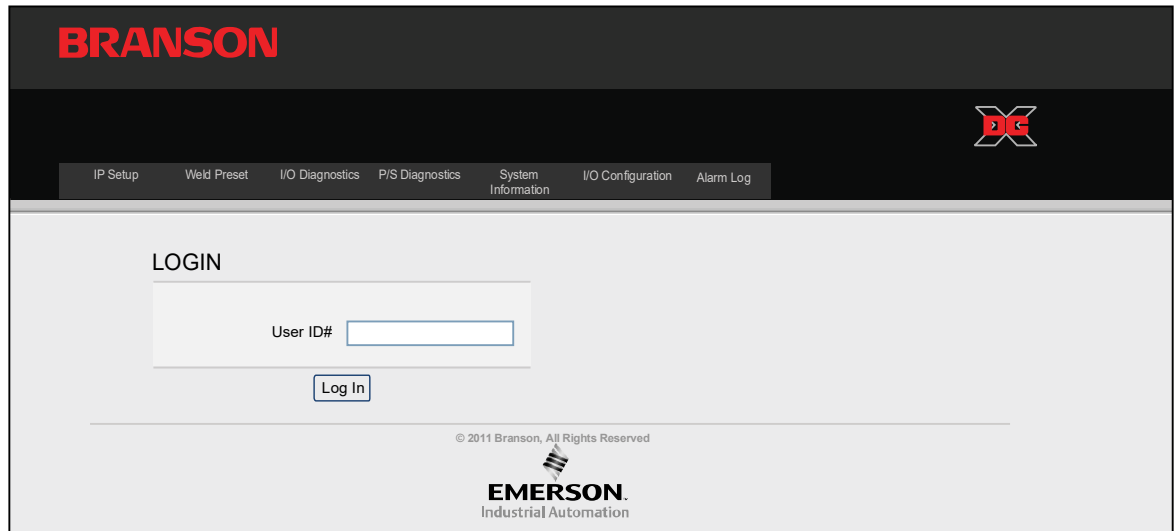 BRANSON
DCX
IP Setup Weld Preset I/O Diagnostics P/S Diagnostics System Information I/O Configuration Alarm Log
LOGIN
User ID#
Log In
© 2011 Branson, All Rights Reserved
EMERSON.
Industrial Automation